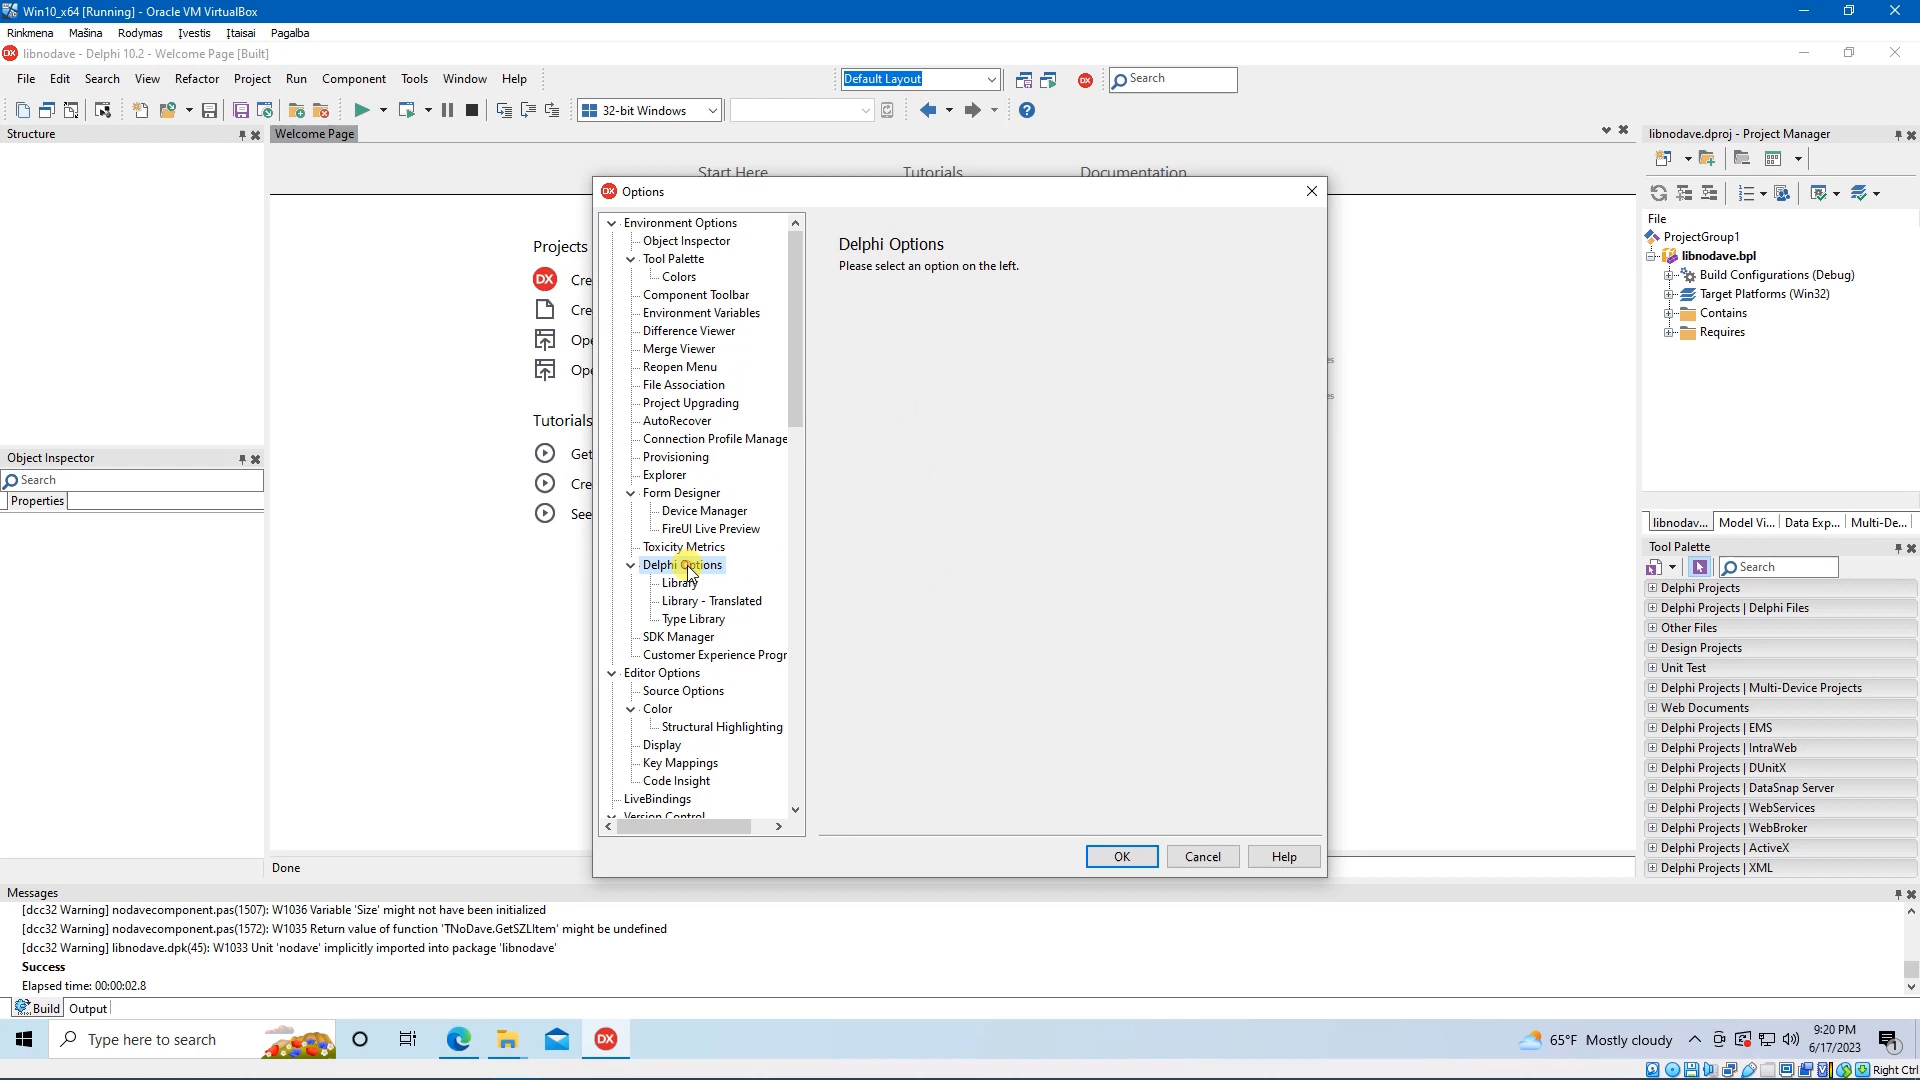 Win10_x64 [Running] - Oracle VM VirtualBox
Rinkmena Mašina Rodymas Įvestis Įtaisai Pagalba
libnodave - Delphi 10.2 - Welcome Page [Built]
File Edit Search View Refactor Project Run Component Tools Window Help
Default Layout
Search
32-bit Windows
Structure
Welcome Page
libnodave.dproj - Project Manager
Start Here Tutorials Documentation
Options
Environment Options
Object Inspector
Tool Palette
Colors
Component Toolbar
Environment Variables
Difference Viewer
Merge Viewer
Reopen Menu
File Association
Project Upgrading
AutoRecover
Connection Profile Manage
Provisioning
Explorer
Form Designer
Device Manager
FireUI Live Preview
Toxicity Metrics
Delphi Options
Library
Library - Translated
Type Library
SDK Manager
Customer Experience Progr
Editor Options
Source Options
Color
Structural Highlighting
Display
Key Mappings
Code Insight
LiveBindings
Version Control
Delphi Options
Please select an option on the left.
OK Cancel Help
Projects
Cre
Cre
Ope
Ope
Tutorials
Get
Cre
See
Done
File
ProjectGroup1
libnodave.bpl
Build Configurations (Debug)
Target Platforms (Win32)
Contains
Requires
libnodav... Model Vi... Data Exp... Multi-De...
Tool Palette
Search
Delphi Projects
Delphi Projects | Delphi Files
Other Files
Design Projects
Unit Test
Delphi Projects | Multi-Device Projects
Web Documents
Delphi Projects | EMS
Delphi Projects | IntraWeb
Delphi Projects | DUnitX
Delphi Projects | DataSnap Server
Delphi Projects | WebServices
Delphi Projects | WebBroker
Delphi Projects | ActiveX
Delphi Projects | XML
Object Inspector
Search
Properties
Messages
[dcc32 Warning] nodavecomponent.pas(1507): W1036 Variable 'Size' might not have been initialized
[dcc32 Warning] nodavecomponent.pas(1572): W1035 Return value of function 'TNoDave.GetSZLItem' might be undefined
[dcc32 Warning] libnodave.dpk(45): W1033 Unit 'nodave' implicitly imported into package 'libnodave'
Success
Elapsed time: 00:00:02.8
Build Output
Type here to search
DX
65°F Mostly cloudy
9:20 PM
6/17/2023
1
Right Ctrl